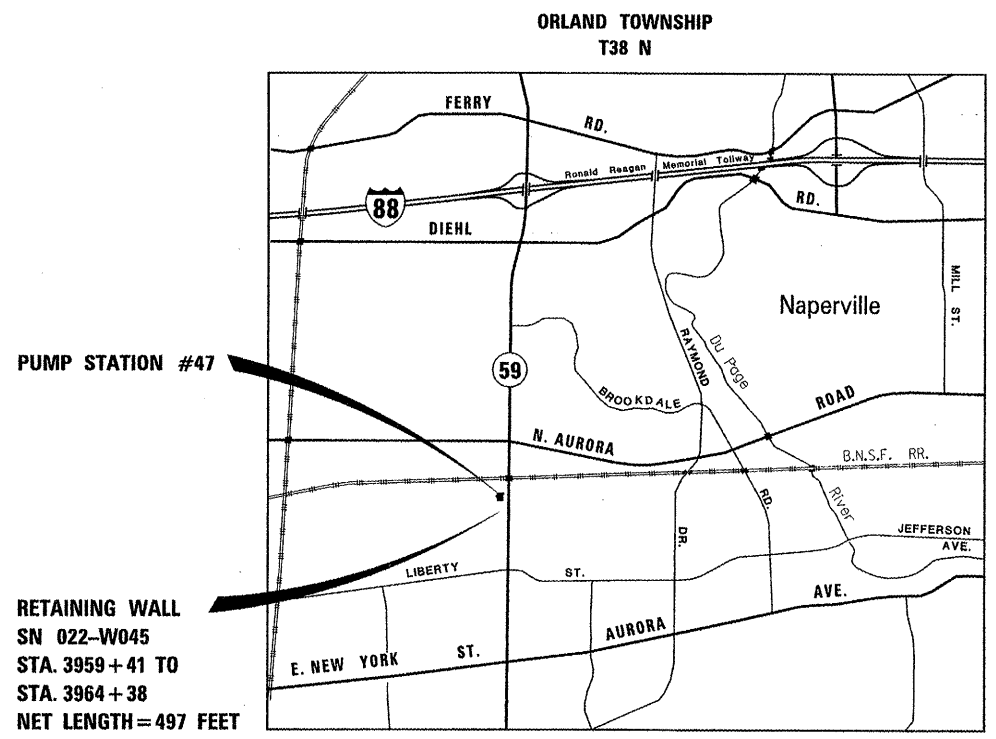 ORLAND TOWNSHIP
T38 N
FERRY
RD.
Ronald Reagan Memorial Tollway
88
RD.
DIEHL
MILL ST.
Naperville
PUMP STATION #47
59
RAYMOND
Du Page
BROOKDALE
ROAD
N. AURORA
B.N.S.F. RR.
RD.
River
DR.
JEFFERSON
AVE.
LIBERTY
ST.
AVE.
RETAINING WALL
SN 022-W045
STA. 3959+41 TO
STA. 3964+38
NET LENGTH=497 FEET
AURORA
E. NEW YORK ST.